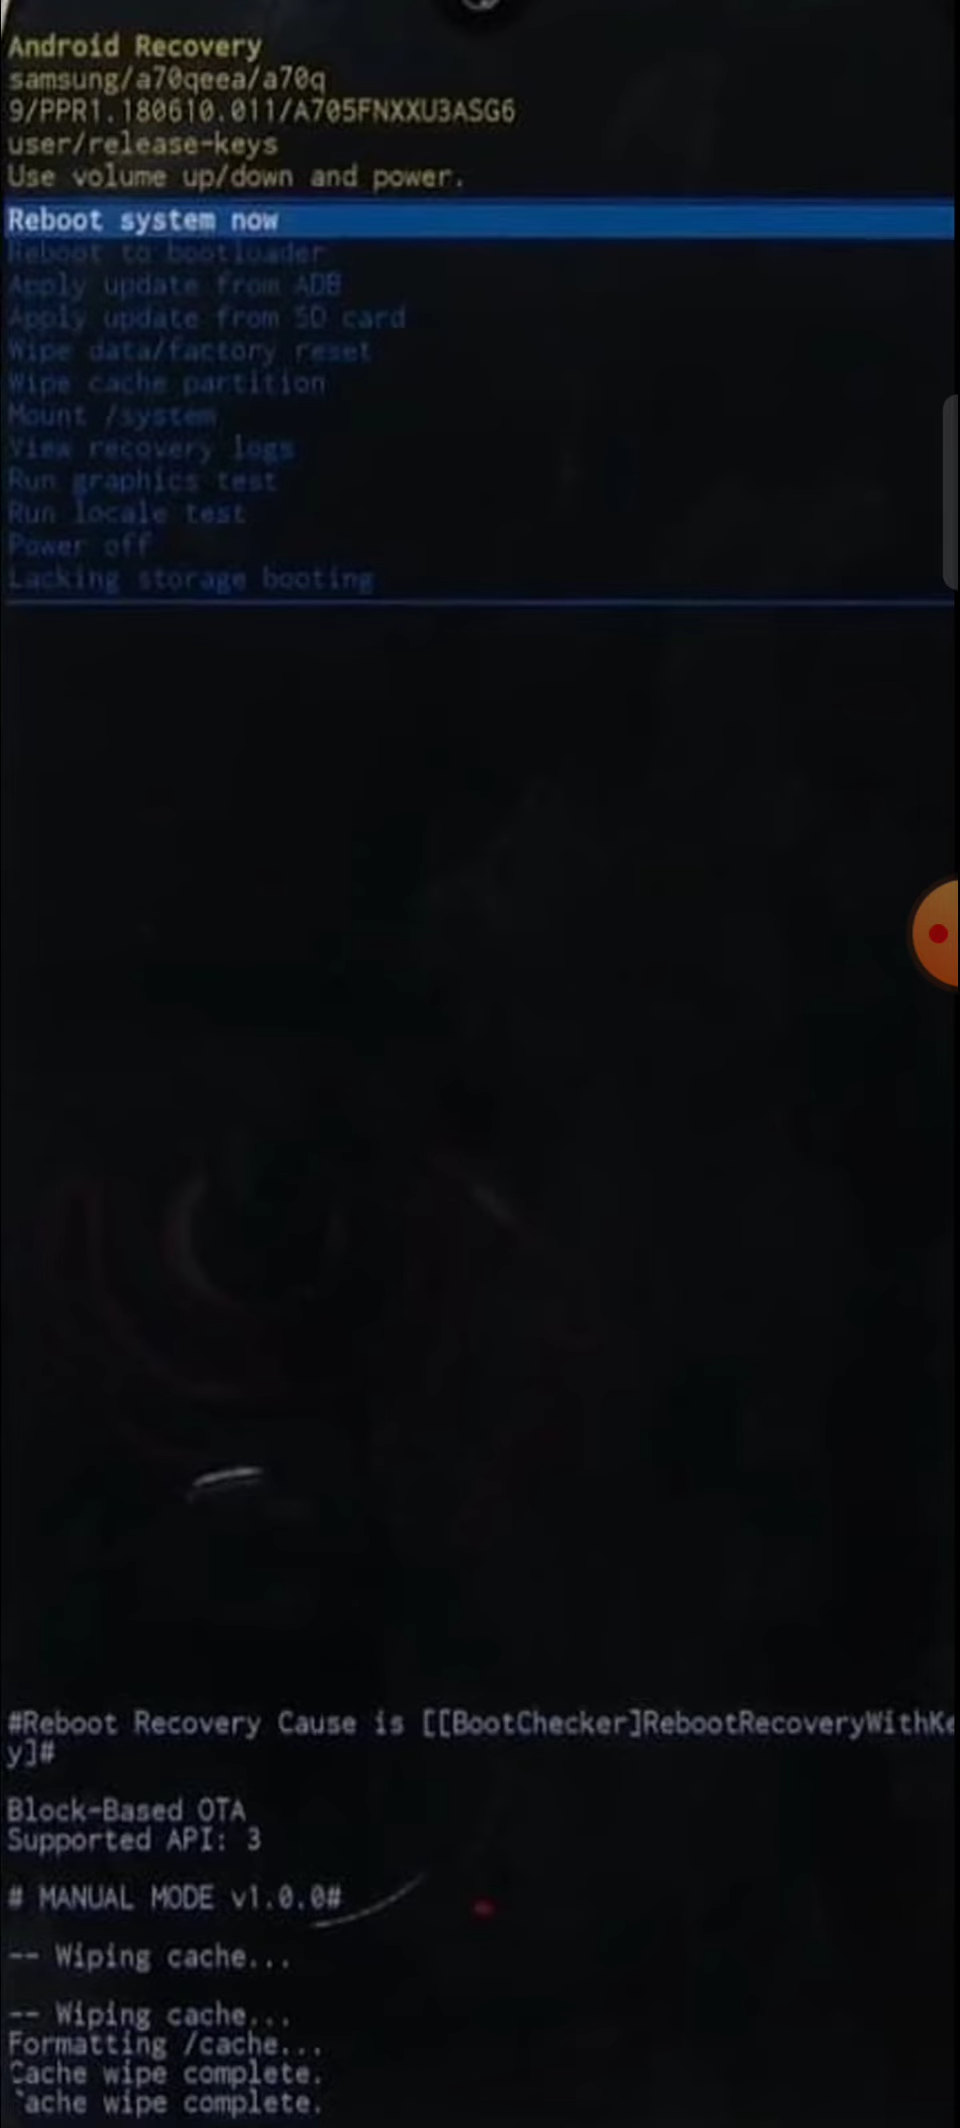 Android Recovery
samsung/a70qeea/a70q
9/PPR1.180610.011/A705FNXXU3ASG6
user/release-keys
Use volume up/down and power.
Reboot system now
Reboot to bootloader
Apply update from ADB
Apply update from SD card
Wipe data/factory reset
Wipe cache partition
Mount /system
View recovery logs
Run graphics test
Run locale test
Power off
Lacking storage booting
#Reboot Recovery Cause is [[BootChecker]RebootRecoveryWithKe
y]#
Block-Based OTA
Supported API: 3
# MANUAL MODE v1.0.0#
-- Wiping cache...
-- Wiping cache...
Formatting /cache...
Cache wipe complete.
Cache wipe complete.